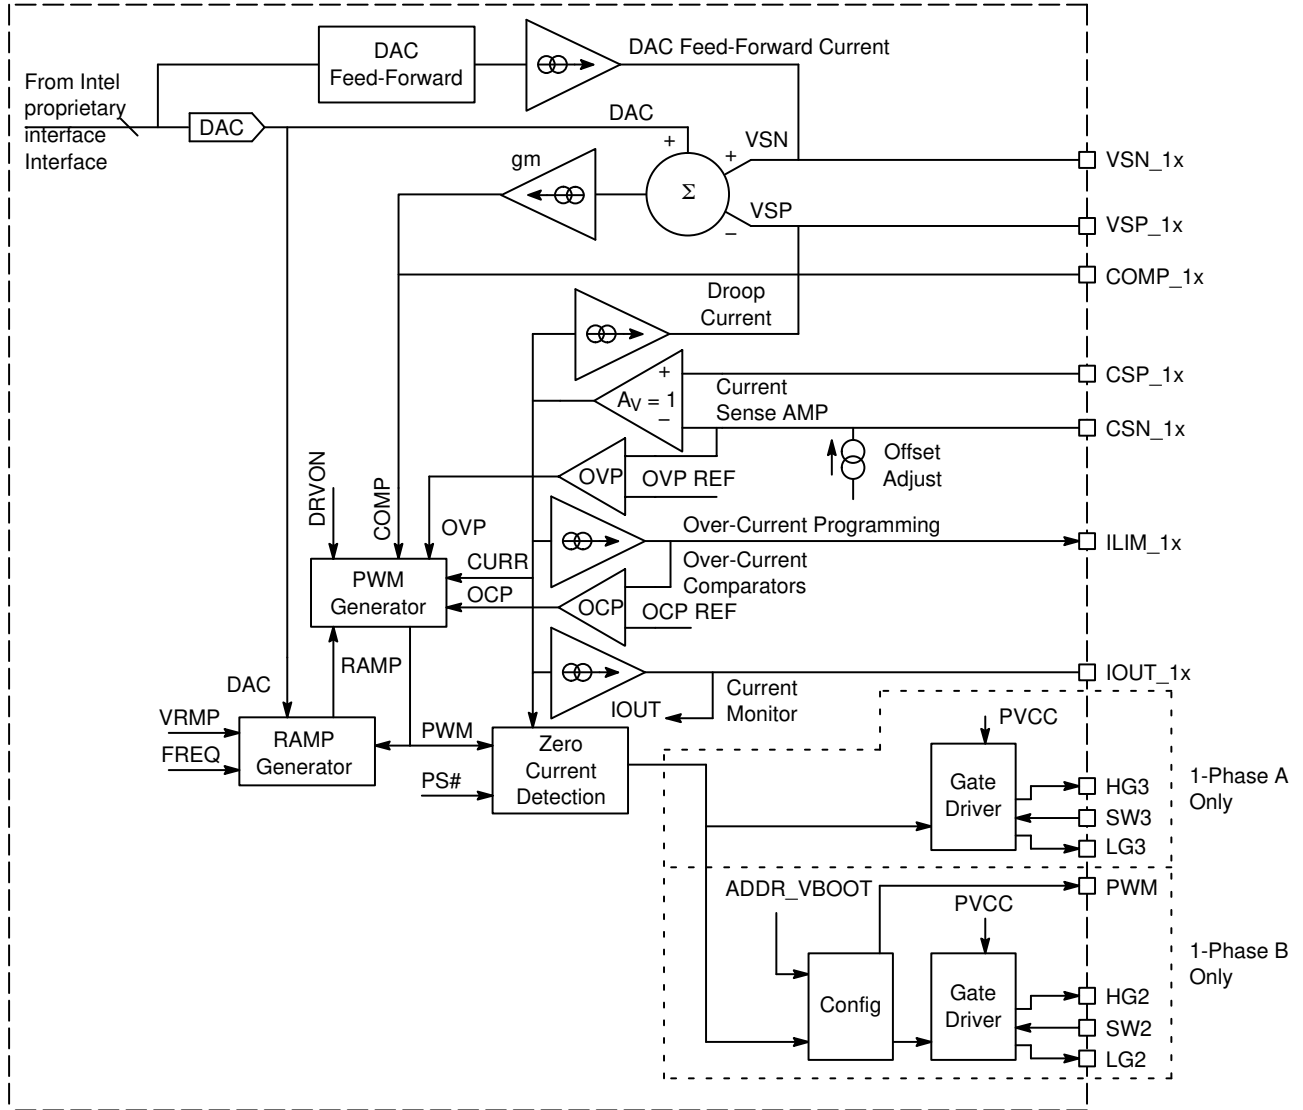 DAC
Feed-Forward
DAC Feed-Forward Current
From Intel
proprietary
interface
Interface
DAC
DAC
+
VSN
+
VSN_1x
gm
Σ
VSP
−
VSP_1x
COMP_1x
Droop
Current
+
CSP_1x
AV = 1
Current
Sense AMP
−
CSN_1x
Offset
Adjust
OVP
OVP REF
DRVON
COMP
OVP
Over-Current Programming
ILIM_1x
CURR
Over-Current
Comparators
PWM
Generator
OCP
OCP
OCP REF
RAMP
DAC
IOUT_1x
Current
Monitor
IOUT
VRMP
FREQ
RAMP
Generator
PWM
PS#
Zero
Current
Detection
PVCC
Gate
Driver
HG3
SW3
LG3
1-Phase A
Only
ADDR_VBOOT
PWM
PVCC
Config
Gate
Driver
1-Phase B
Only
HG2
SW2
LG2